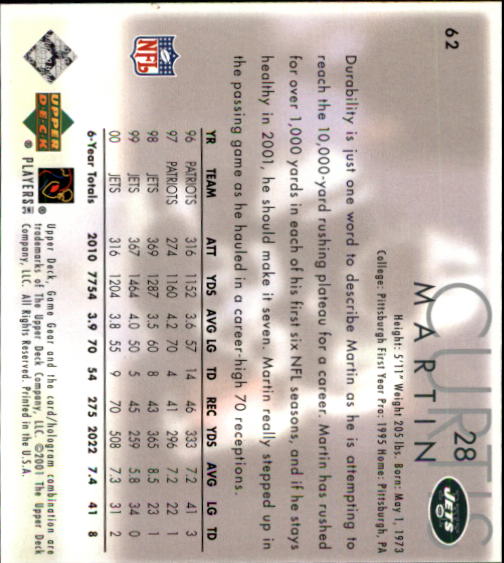 62
28
CURTIS
MARTIN
JETS
Height: 5'11" Weight 205 lbs. Born: May 1, 1973
College: Pittsburgh First Year Pro: 1995 Home: Pittsburgh, PA
Durability is just one word to describe Martin as he is attempting to
reach the 10,000-yard rushing plateau for a career. Martin has rushed
for over 1,000 yards in each of his first six NFL seasons, and if he stays
healthy in 2001, he should make it seven. Martin really stepped up in
the passing game as he hauled in a career-high 70 receptions.
NFL
YR TEAM ATT YDS AVG LG TD REC YDS AVG LG TD
96 PATRIOTS 316 1152 3.6 57 14 46 333 7.2 41 3
97 PATRIOTS 274 1160 4.2 70 4 41 296 7.2 22 1
98 JETS 369 1287 3.5 60 8 43 365 8.5 23 1
99 JETS 367 1464 4.0 50 5 45 259 5.8 34 0
00 JETS 316 1204 3.8 55 9 70 508 7.3 31 2
6-Year Totals 2010 7754 3.9 70 54 275 2022 7.4 41 8
UPPER DECK ®
PLAYERS INC ®
Upper Deck, Game Gear and the card/hologram combination are
trademarks of The Upper Deck Company, LLC. ©2001 The Upper Deck
Company, LLC. All Rights Reserved. Printed in the U.S.A.